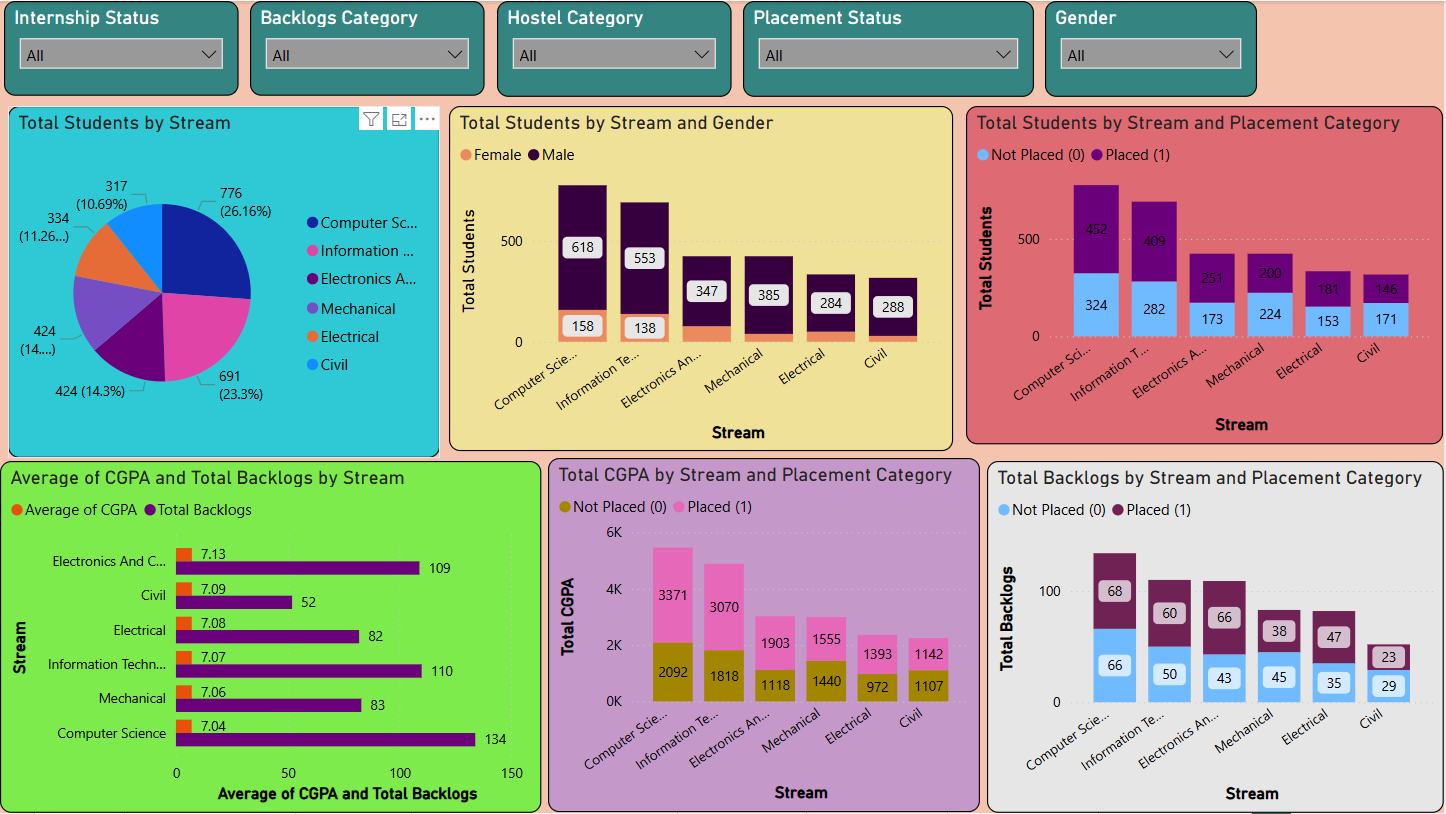 Internship Status
All
Backlogs Category
All
Hostel Category
All
Placement Status
All
Gender
All
Total Students by Stream
317
(10.69%)
776
(26.16%)
334
(11.26...)
424
(14....)
424 (14.3%)
691
(23.3%)
Computer Sc...
Information ...
Electronics A...
Mechanical
Electrical
Civil
Total Students by Stream and Gender
Female Male
Total Students
500
0
618
553
347
385
284
288
158
138
Computer Scie...
Information Te...
Electronics An...
Mechanical
Electrical
Civil
Stream
Total Students by Stream and Placement Category
Not Placed (0) Placed (1)
Total Students
500
0
452
409
251
200
181
146
324
282
173
224
153
171
Computer Sci...
Information T...
Electronics A...
Mechanical
Electrical
Civil
Stream
Average of CGPA and Total Backlogs by Stream
Average of CGPA Total Backlogs
Stream
Electronics And C...
7.13
109
Civil
7.09
52
Electrical
7.08
82
Information Techn...
7.07
110
Mechanical
7.06
83
Computer Science
7.04
134
0 50 100 150
Average of CGPA and Total Backlogs
Total CGPA by Stream and Placement Category
Not Placed (0) Placed (1)
Total CGPA
6K
4K
2K
0K
3371
3070
1903
1555
1393
1142
2092
1818
1118
1440
972
1107
Computer Scie...
Information Te...
Electronics An...
Mechanical
Electrical
Civil
Stream
Total Backlogs by Stream and Placement Category
Not Placed (0) Placed (1)
Total Backlogs
100
0
68
60
66
38
47
23
66
50
43
45
35
29
Computer Scie...
Information Te...
Electronics An...
Mechanical
Electrical
Civil
Stream